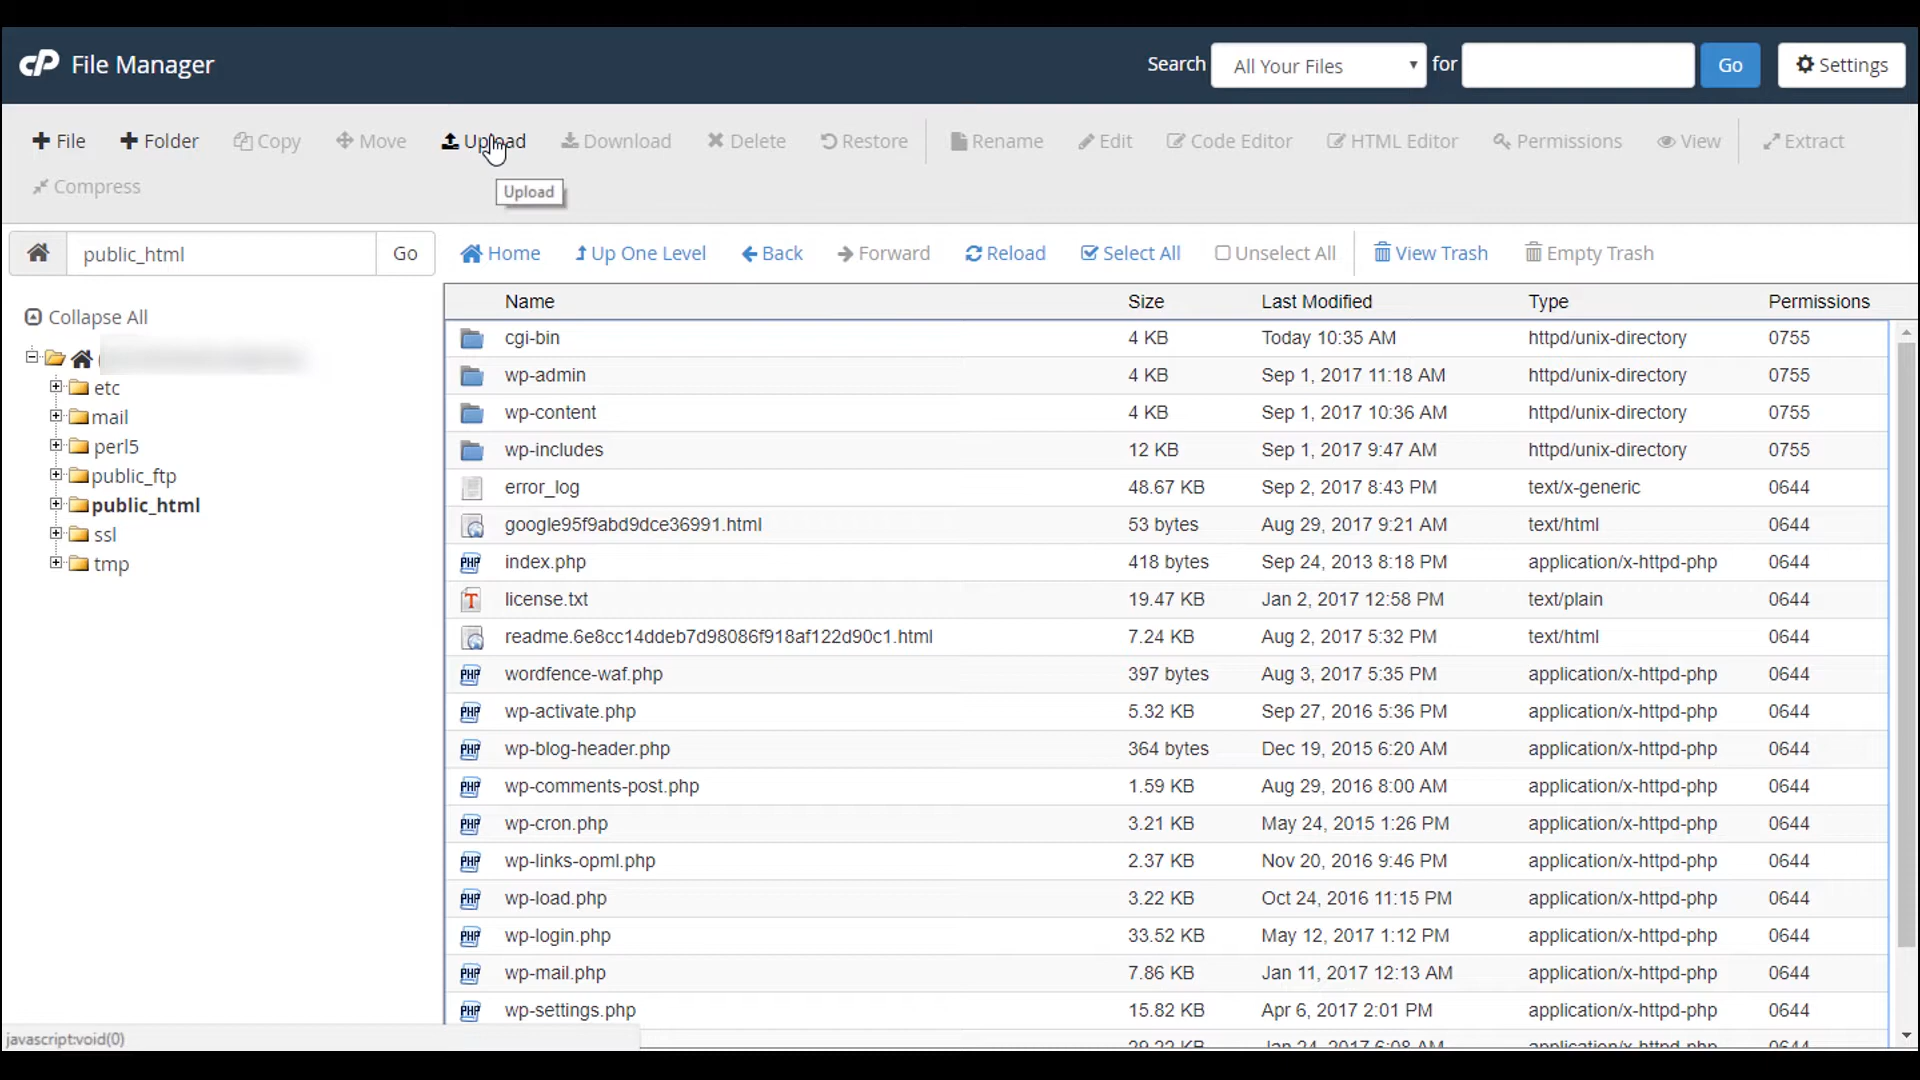 cP File Manager Search All Your Files for Go Settings
File Folder Copy Move Upload Download Delete Restore Rename Edit Code Editor HTML Editor Permissions View Extract
Compress
Upload
public_html Go Home Up One Level Back Forward Reload Select All Unselect All View Trash Empty Trash
Collapse All
etc
mail
perl5
public_ftp
public_html
ssl
tmp
Name Size Last Modified Type Permissions
cgi-bin 4 KB Today 10:35 AM httpd/unix-directory 0755
wp-admin 4 KB Sep 1, 2017 11:18 AM httpd/unix-directory 0755
wp-content 4 KB Sep 1, 2017 10:36 AM httpd/unix-directory 0755
wp-includes 12 KB Sep 1, 2017 9:47 AM httpd/unix-directory 0755
error_log 48.67 KB Sep 2, 2017 8:43 PM text/x-generic 0644
google95f9abd9dce36991.html 53 bytes Aug 29, 2017 9:21 AM text/html 0644
PHP index.php 418 bytes Sep 24, 2013 8:18 PM application/x-httpd-php 0644
T license.txt 19.47 KB Jan 2, 2017 12:58 PM text/plain 0644
readme.6e8cc14ddeb7d98086f918af122d90c1.html 7.24 KB Aug 2, 2017 5:32 PM text/html 0644
PHP wordfence-waf.php 397 bytes Aug 3, 2017 5:35 PM application/x-httpd-php 0644
PHP wp-activate.php 5.32 KB Sep 27, 2016 5:36 PM application/x-httpd-php 0644
PHP wp-blog-header.php 364 bytes Dec 19, 2015 6:20 AM application/x-httpd-php 0644
PHP wp-comments-post.php 1.59 KB Aug 29, 2016 8:00 AM application/x-httpd-php 0644
PHP wp-cron.php 3.21 KB May 24, 2015 1:26 PM application/x-httpd-php 0644
PHP wp-links-opml.php 2.37 KB Nov 20, 2016 9:46 PM application/x-httpd-php 0644
PHP wp-load.php 3.22 KB Oct 24, 2016 11:15 PM application/x-httpd-php 0644
PHP wp-login.php 33.52 KB May 12, 2017 1:12 PM application/x-httpd-php 0644
PHP wp-mail.php 7.86 KB Jan 11, 2017 12:13 AM application/x-httpd-php 0644
PHP wp-settings.php 15.82 KB Apr 6, 2017 2:01 PM application/x-httpd-php 0644
javascript:void(0)